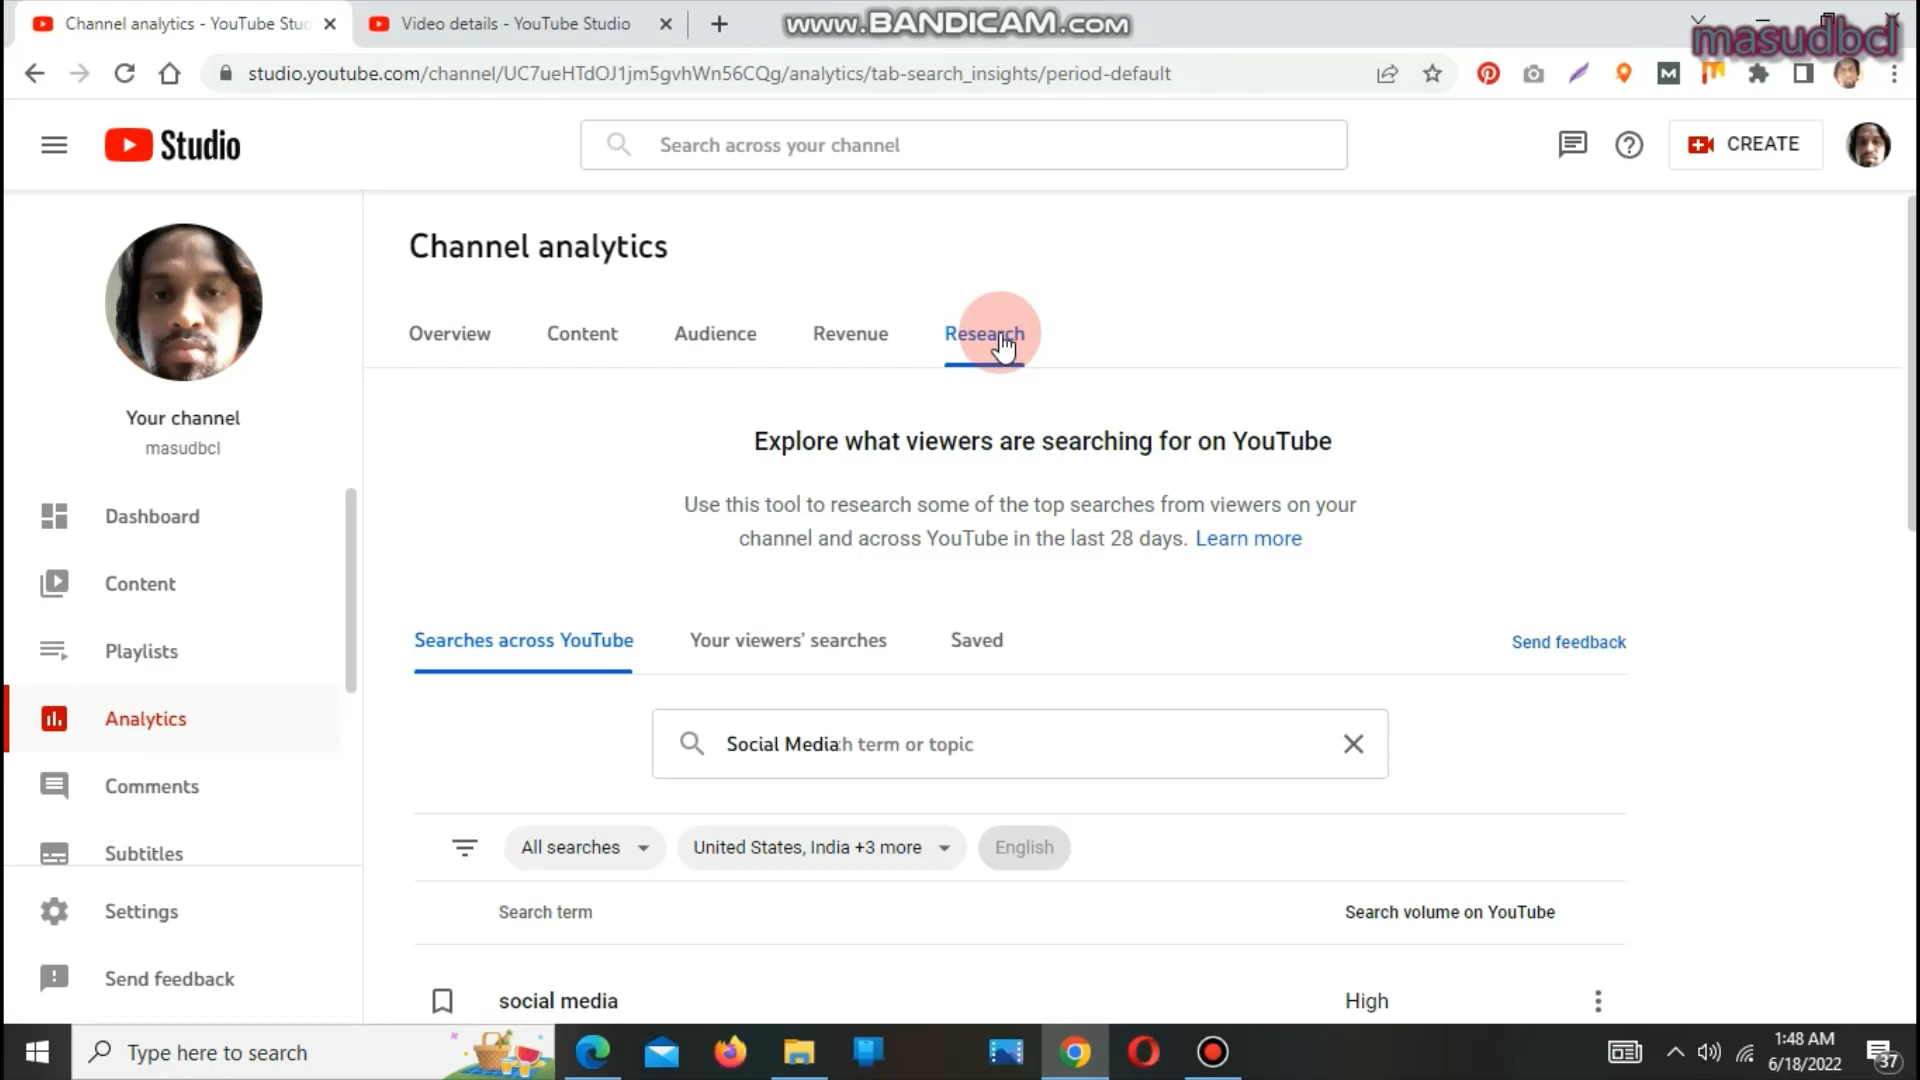 Channel analytics - YouTube Stud
Video details - YouTube Studio
www.BANDICAM.com
masudbcl
studio.youtube.com/channel/UC7ueHTdOJ1jm5gvhWn56CQg/analytics/tab-search_insights/period-default
Studio
Search across your channel
CREATE
Your channel
masudbcl
Dashboard
Content
Playlists
Analytics
Comments
Subtitles
Settings
Send feedback
Channel analytics
Overview
Content
Audience
Revenue
Research
Explore what viewers are searching for on YouTube
Use this tool to research some of the top searches from viewers on your
channel and across YouTube in the last 28 days. Learn more
Searches across YouTube
Your viewers' searches
Saved
Send feedback
Social Media h term or topic
All searches
United States, India +3 more
English
Search term
Search volume on YouTube
social media
High
Type here to search
1:48 AM
6/18/2022
37